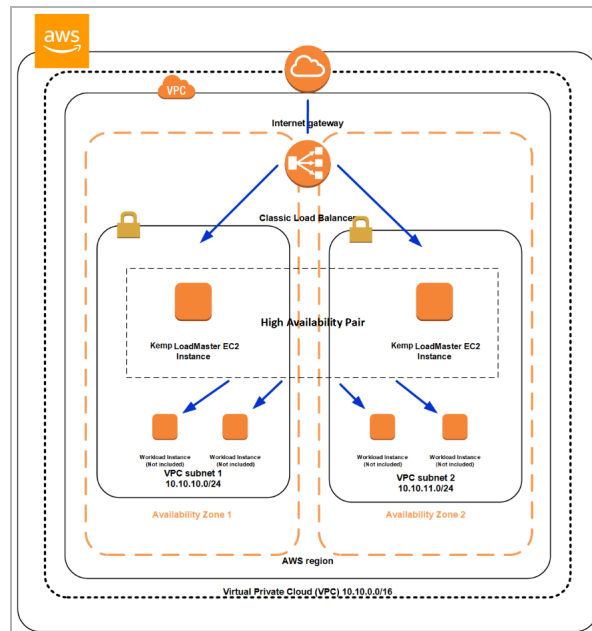 aws
VPC
Internet gateway
Classic Load Balancer
High Availability Pair
Kemp LoadMaster EC2
Instance
Kemp LoadMaster EC2
Instance
Workload Instance
(Not included)
Workload Instance
(Not included)
Workload Instance
(Not included)
Workload Instance
(Not included)
VPC subnet 1
10.10.10.0/24
VPC subnet 2
10.10.11.0/24
Availability Zone 1
Availability Zone 2
AWS region
Virtual Private Cloud (VPC) 10.10.0.0/16